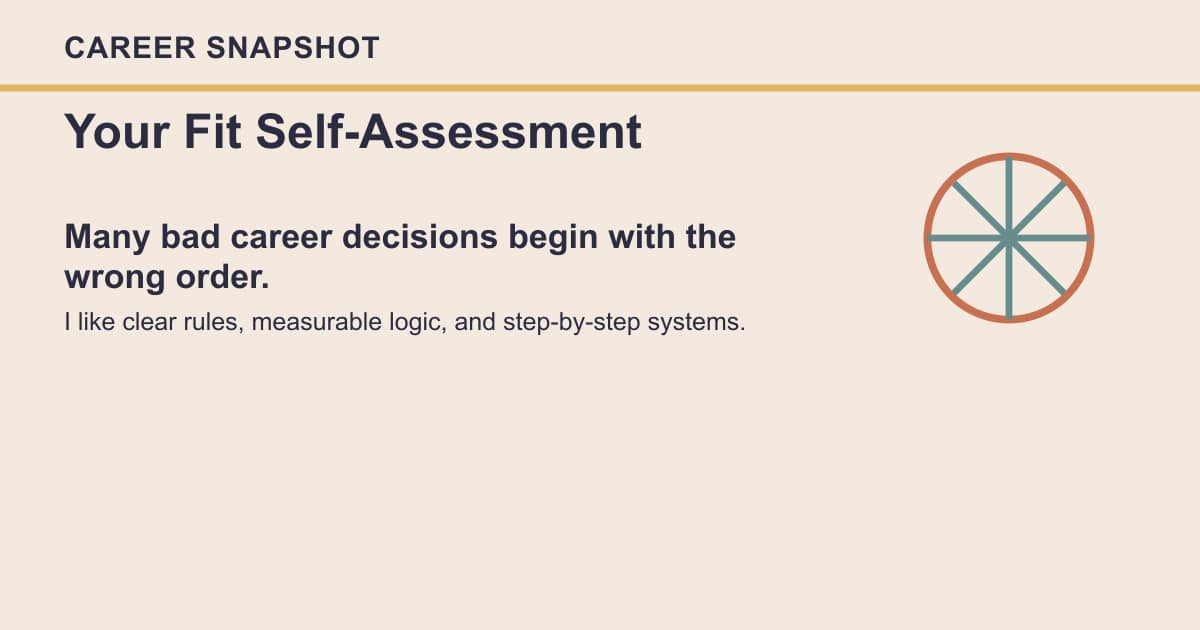 CAREER SNAPSHOT
Your Fit Self-Assessment
Many bad career decisions begin with the
wrong order.
I like clear rules, measurable logic, and step-by-step systems.